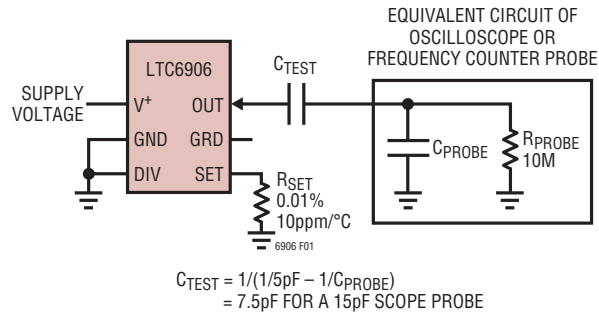 EQUIVALENT CIRCUIT OF
OSCILLOSCOPE OR
FREQUENCY COUNTER PROBE
LTC6906
CTEST
SUPPLY
VOLTAGE
V+
OUT
GND
GRD
DIV
SET
CPROBE
RPROBE
10M
RSET
0.01%
10ppm/°C
6906 F01
CTEST = 1/(1/5pF – 1/CPROBE)
= 7.5pF FOR A 15pF SCOPE PROBE